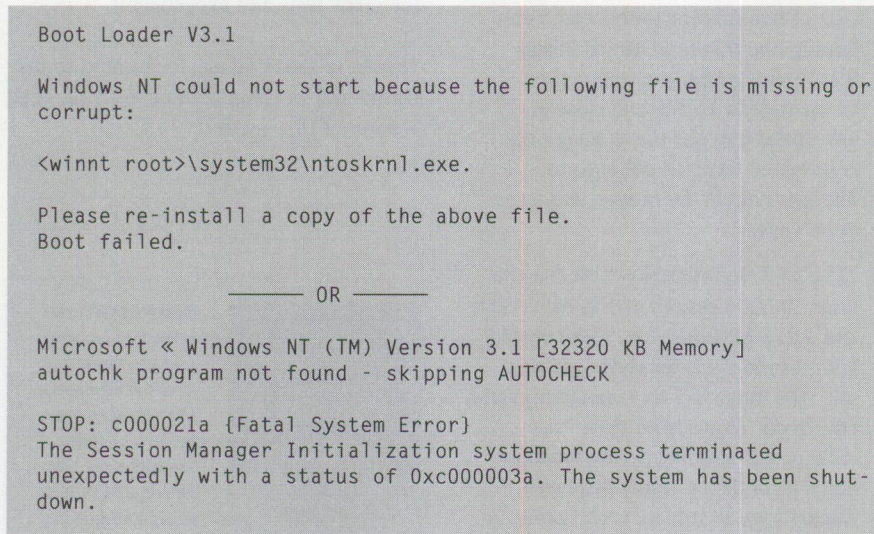 Boot Loader V3.1
Windows NT could not start because the following file is missing or
corrupt:
<winnt root>\system32\ntoskrnl.exe.
Please re-install a copy of the above file.
Boot failed.
OR
Microsoft « Windows NT (TM) Version 3.1 [32320 KB Memory]
autochk program not found - skipping AUTOCHECK
STOP: c000021a {Fatal System Error}
The Session Manager Initialization system process terminated
unexpectedly with a status of 0xc000003a. The system has been shut-
down.